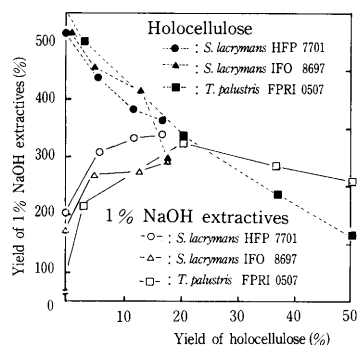 500
400
300
200
100
0
Yield of 1% NaOH extractives (%)
Holocellulose
: S. lacrymans HFP 7701
: S. lacrymans IFO 8697
: T. palustris FPRI 0507
1% NaOH extractives
: S. lacrymans HFP 7701
: S. lacrymans IFO 8697
: T. palustris FPRI 0507
0 10 20 30 40 50
Yield of holocellulose (%)